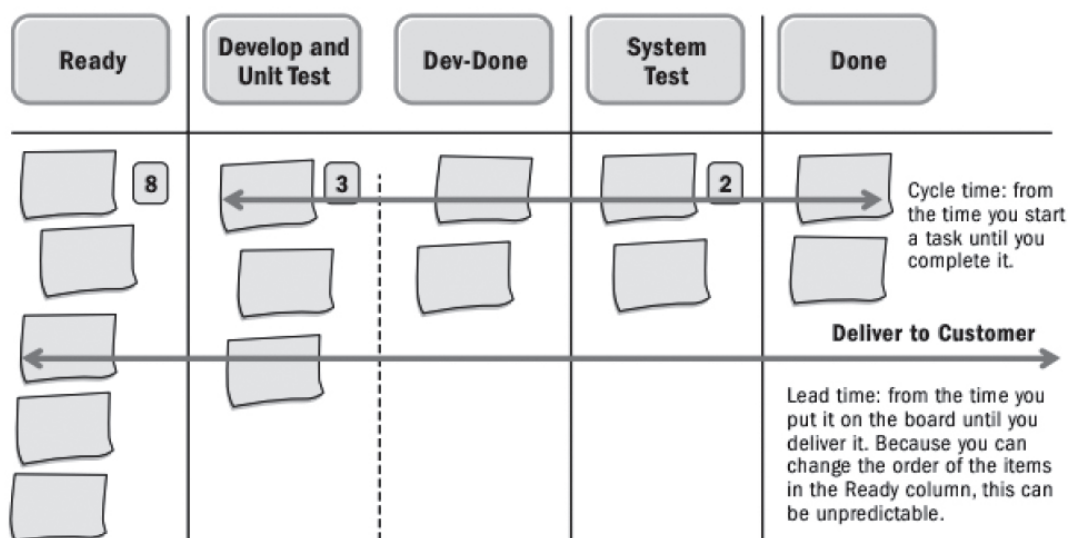 Ready
Develop and
Unit Test
Dev-Done
System
Test
Done
8
3
2
Cycle time: from
the time you start
a task until you
complete it.
Deliver to Customer
Lead time: from the time you
put it on the board until you
deliver it. Because you can
change the order of the items
in the Ready column, this can
be unpredictable.